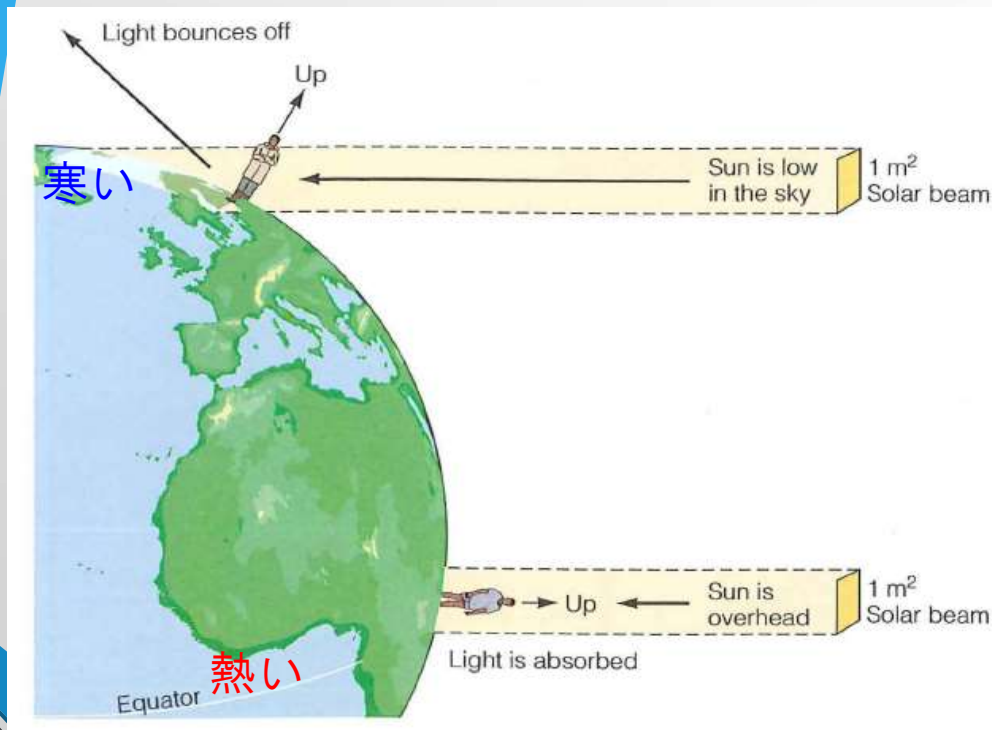 Light bounces off
Up
寒い
Sun is low
in the sky
1 m²
Solar beam
Up
Sun is
overhead
1 m²
Solar beam
Light is absorbed
熱い
Equator